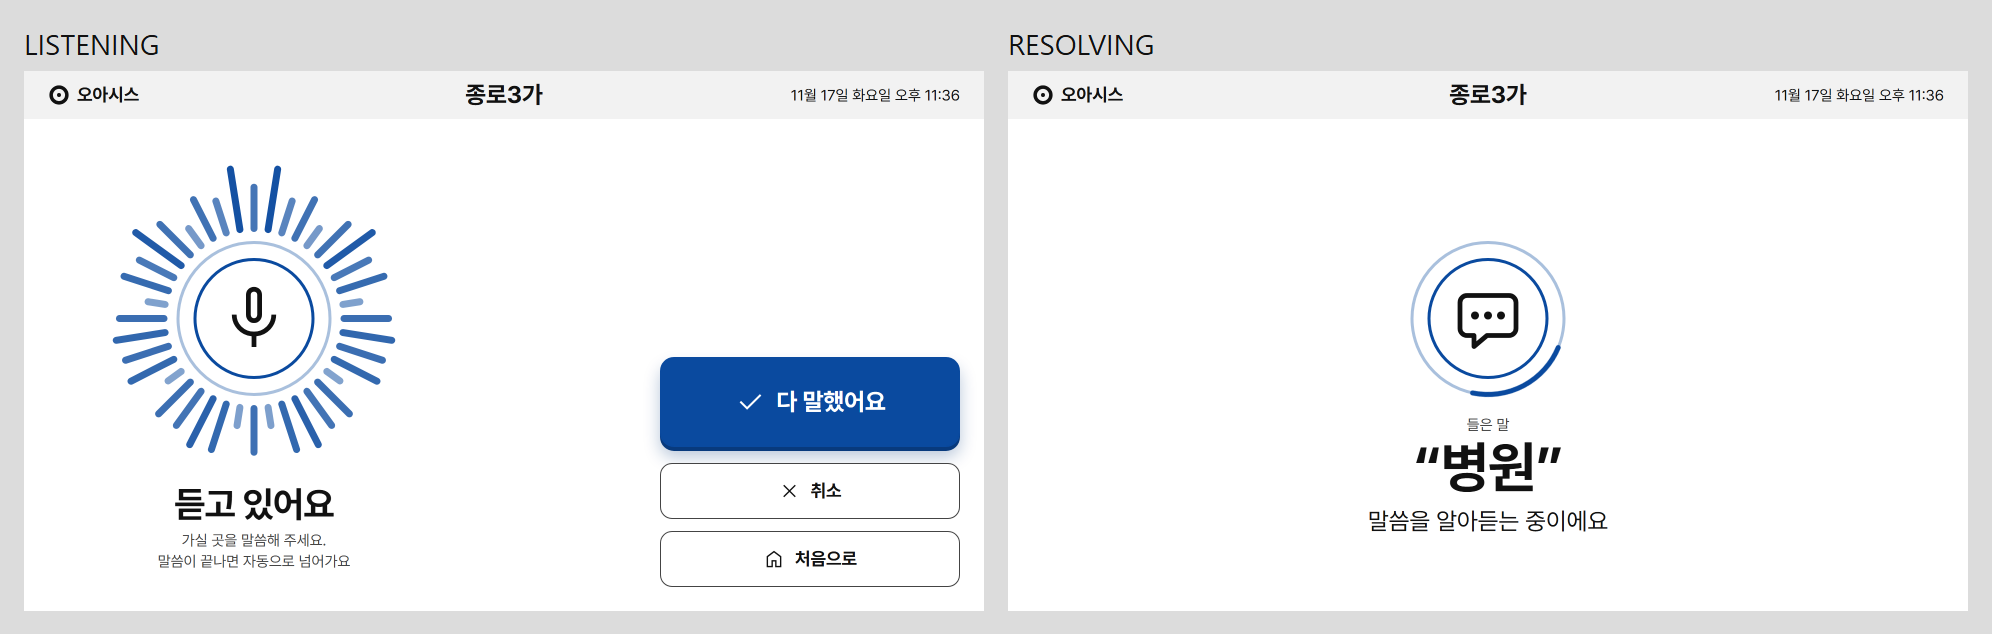 LISTENING
오아시스
종로3가
11월 17일 화요일 오후 11:36
듣고 있어요
가실 곳을 말씀해 주세요.
말씀이 끝나면 자동으로 넘어가요
다 말했어요
취소
처음으로
RESOLVING
오아시스
종로3가
11월 17일 화요일 오후 11:36
들은 말
“병원”
말씀을 알아듣는 중이에요